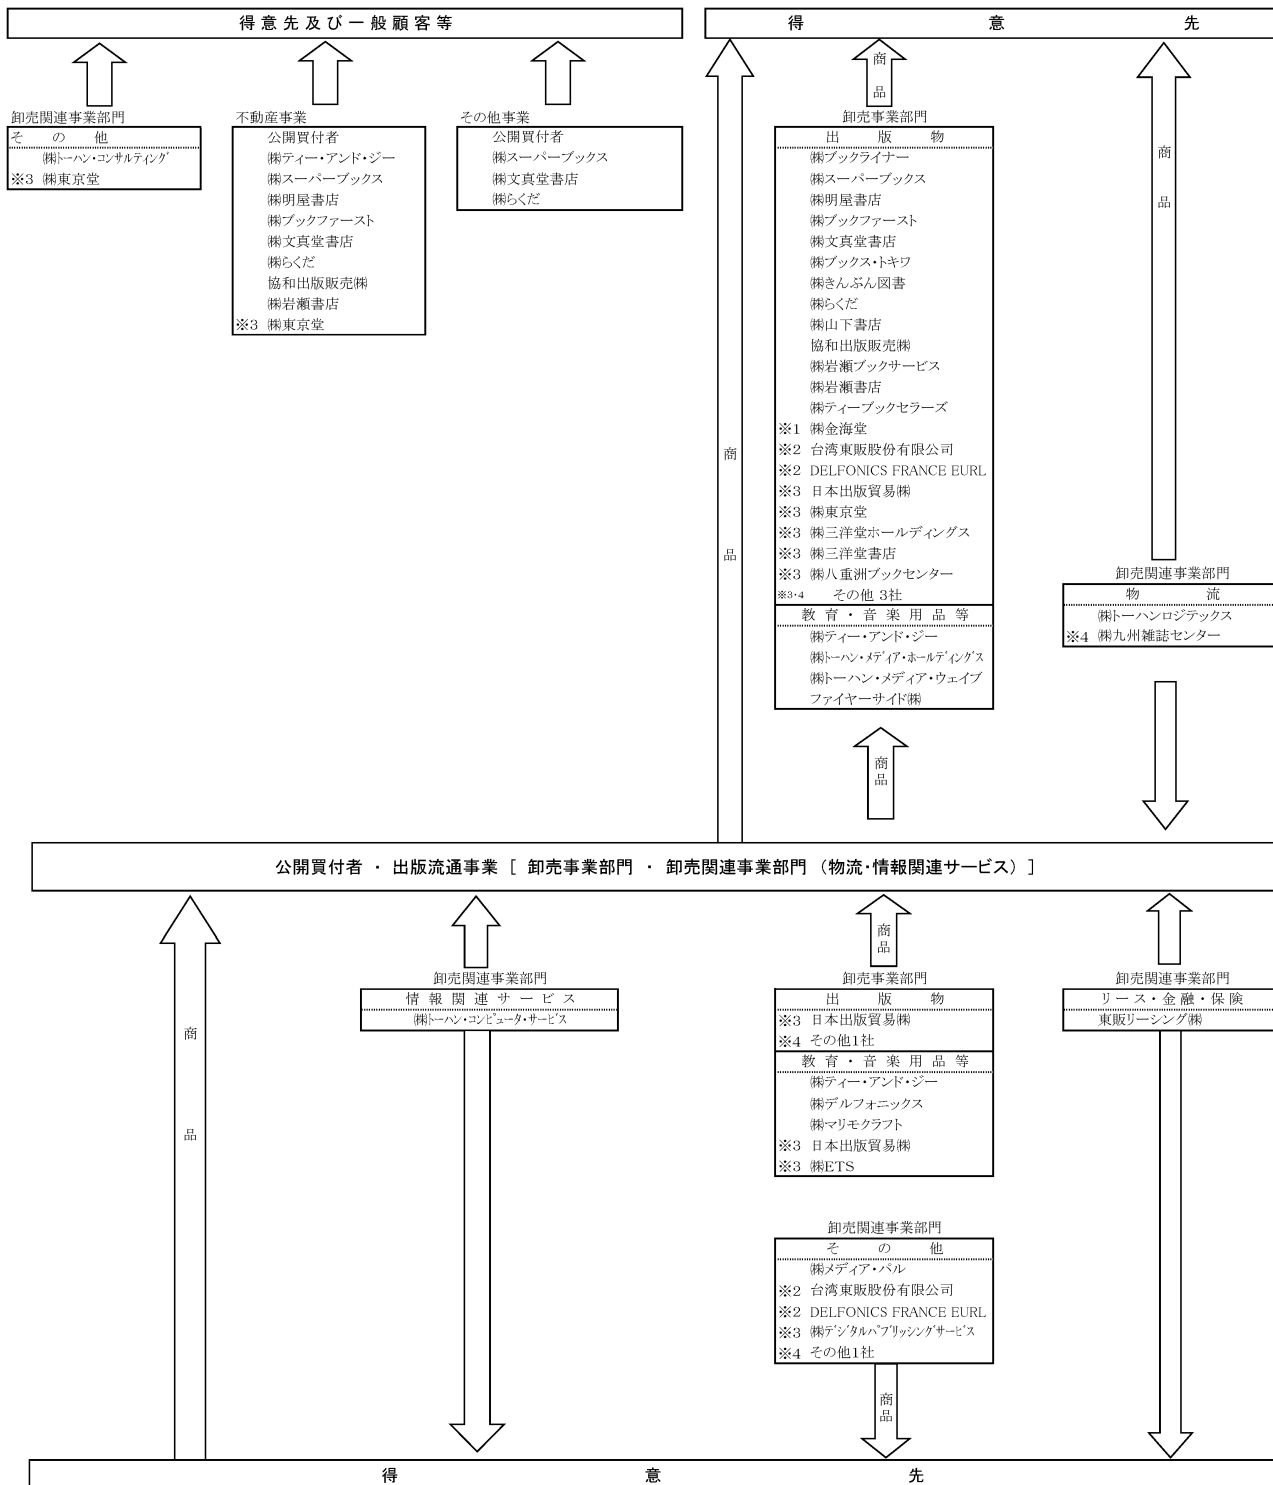 得意先及び一般顧客等
得意先
商
品
卸売関連事業部門
その他
㈱トーハン・コンサルティング
※3 ㈱東京堂
不動産事業
公開買付者
㈱ティー・アンド・ジー
㈱スーパーブックス
㈱明屋書店
㈱ブックファースト
㈱文真堂書店
㈱らくだ
協和出版販売㈱
㈱岩瀬書店
※3 ㈱東京堂
その他事業
公開買付者
㈱スーパーブックス
㈱文真堂書店
㈱らくだ
商
品
卸売事業部門
出版物
㈱ブックライナー
㈱スーパーブックス
㈱明屋書店
㈱ブックファースト
㈱文真堂書店
㈱ブックス・トキワ
㈱きんぶん図書
㈱らくだ
㈱山下書店
協和出版販売㈱
㈱岩瀬ブックサービス
㈱岩瀬書店
㈱ティーブックセラーズ
※1 ㈱金海堂
※2 台湾東販股份有限公司
※2 DELFONICS FRANCE EURL
※3 日本出版貿易㈱
※3 ㈱東京堂
※3 ㈱三洋堂ホールディングス
※3 ㈱三洋堂書店
※3 ㈱八重洲ブックセンター
※3・4 その他 3社
教育・音楽用品等
㈱ティー・アンド・ジー
㈱トーハン・メディア・ホールディングス
㈱トーハン・メディア・ウェイブ
ファイヤーサイド㈱
商
品
商
品
卸売関連事業部門
物流
㈱トーハンロジテックス
※4 ㈱九州雑誌センター
公開買付者 ・ 出版流通事業 [ 卸売事業部門 ・ 卸売関連事業部門 (物流・情報関連サービス) ]
商
品
卸売関連事業部門
情報関連サービス
㈱トーハン・コンピュータ・サービス
商
品
卸売事業部門
出版物
※3 日本出版貿易㈱
※4 その他1社
教育・音楽用品等
㈱ティー・アンド・ジー
㈱デルフォニックス
㈱マリモクラフト
※3 日本出版貿易㈱
※3 ㈱ETS
卸売関連事業部門
リース・金融・保険
東販リーシング㈱
卸売関連事業部門
その他
㈱メディア・パル
※2 台湾東販股份有限公司
※2 DELFONICS FRANCE EURL
※3 ㈱デジタルパブリッシングサービス
※4 その他1社
商
品
得意先